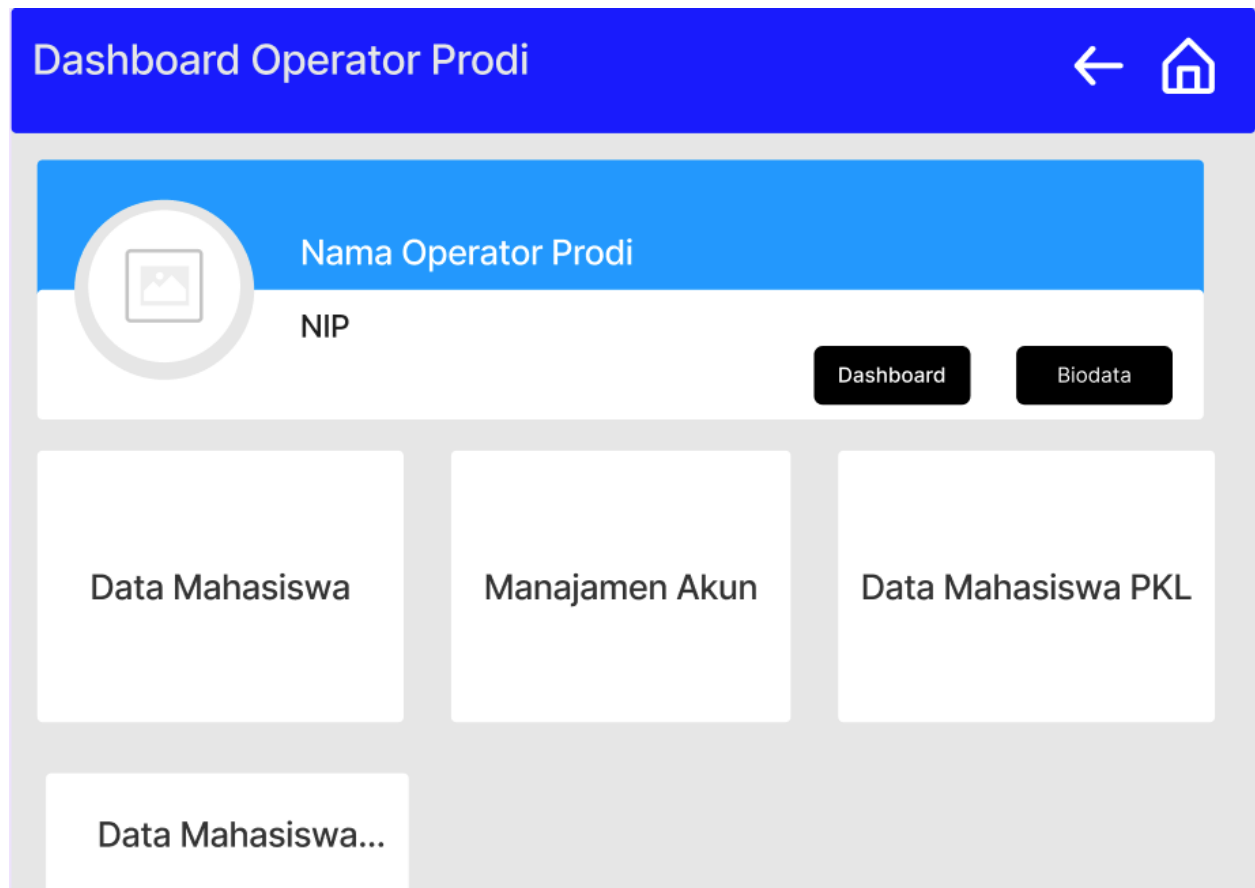 Dashboard Operator Prodi
Nama Operator Prodi
NIP
Dashboard
Biodata
Data Mahasiswa
Manajamen Akun
Data Mahasiswa PKL
Data Mahasiswa...